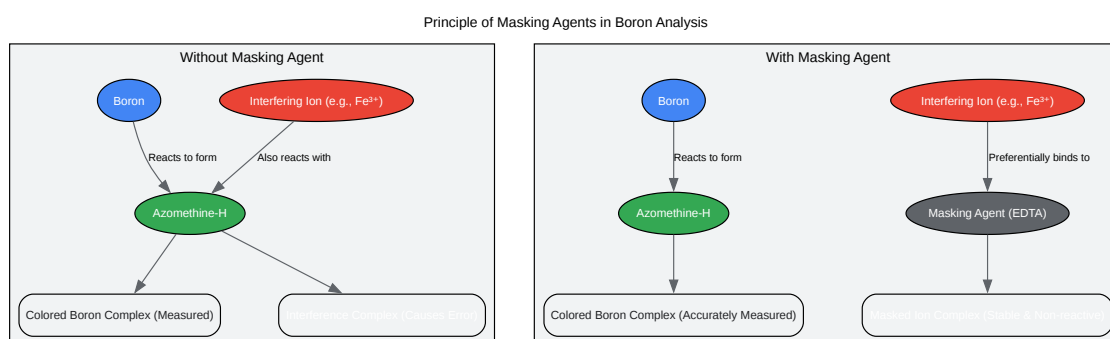 Principle of Masking Agents in Boron Analysis
Without Masking Agent
Boron
Interfering Ion (e.g., Fe³⁺)
Reacts to form
Also reacts with
Azomethine-H
Colored Boron Complex (Measured)
Interference Complex (Causes Error)
With Masking Agent
Boron
Interfering Ion (e.g., Fe³⁺)
Reacts to form
Preferentially binds to
Azomethine-H
Masking Agent (EDTA)
Colored Boron Complex (Accurately Measured)
Masked Ion Complex (Stable & Non-reactive)